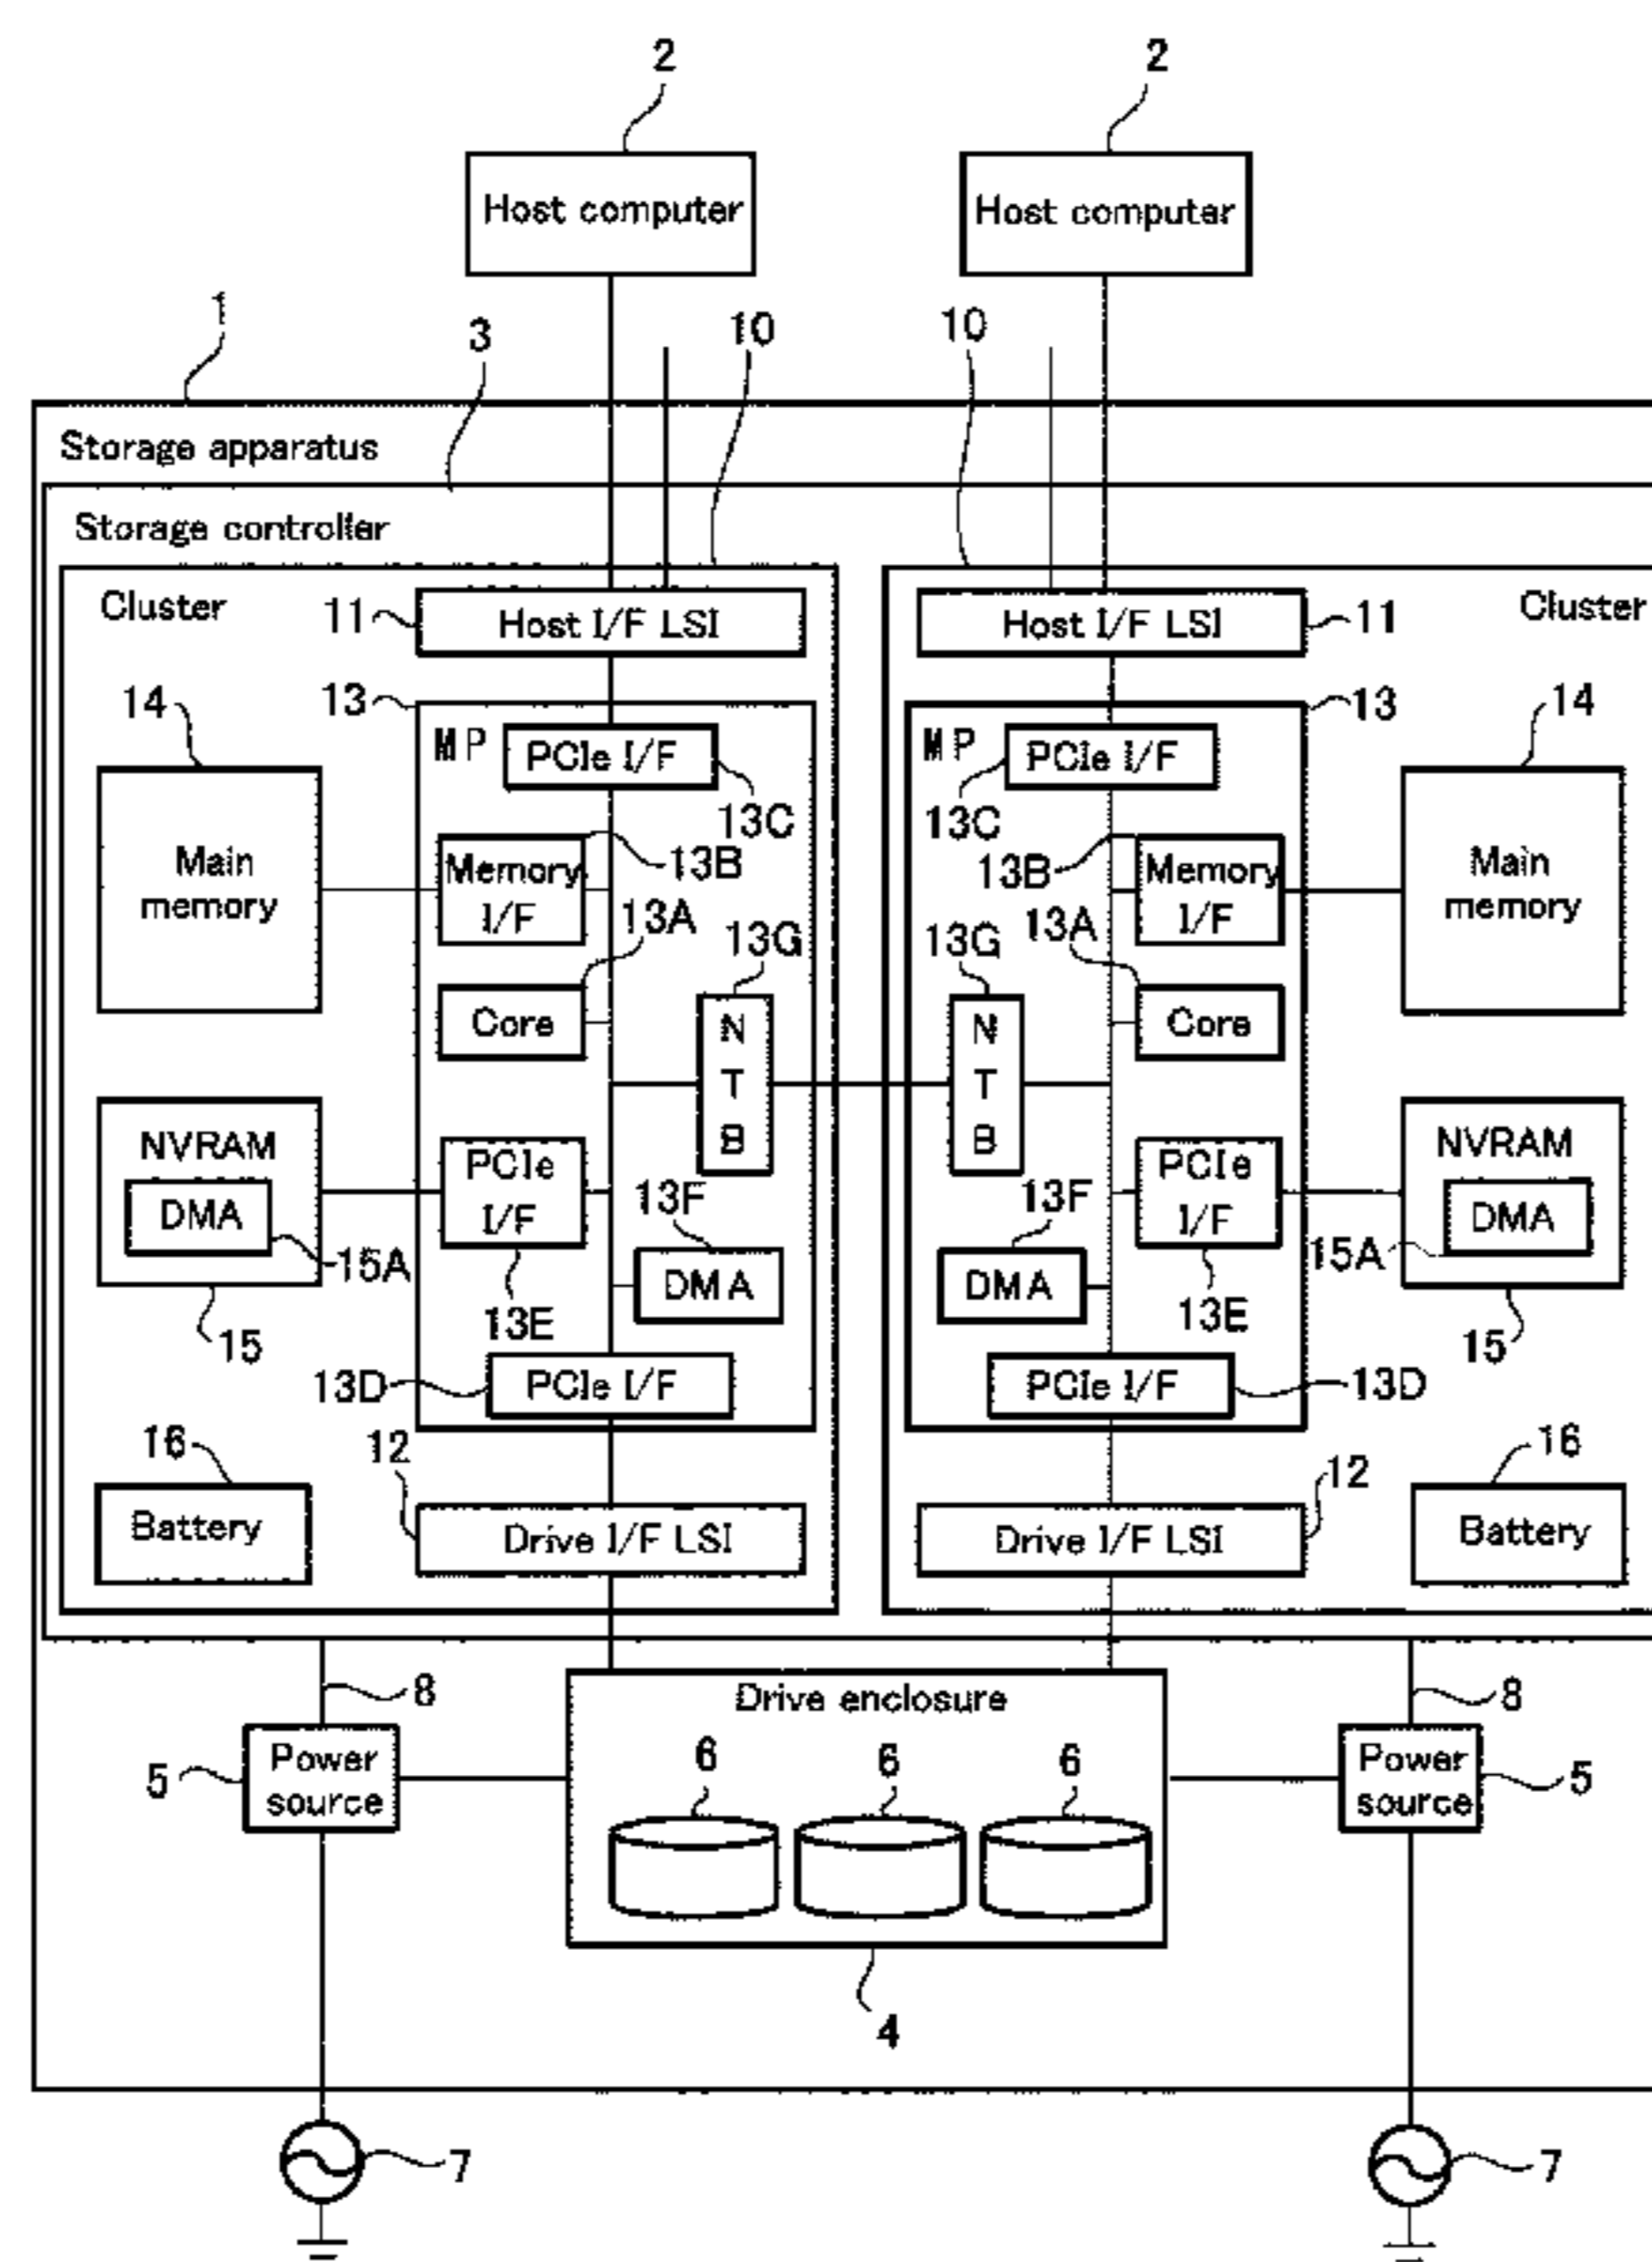 2 2
Host computer Host computer
1 3 10 10
Storage apparatus
Storage controller
Cluster 11 Host I/F LSI Host I/F LSI 11 Cluster
14 13 13 14
MP PCIe I/F MP PCIe I/F
13C 13C
Main memory Memory I/F 13B 13B Memory I/F Main memory
13A 13G 13G 13A
Core NTB NTB Core
NVRAM PCIe I/F PCIe I/F NVRAM
DMA 13F 13F DMA
15A DMA DMA 15A
15 13E 13E 15
13D PCIe I/F PCIe I/F 13D
16 12 12 16
Battery Drive I/F LSI Drive I/F LSI Battery
8 Drive enclosure 8
5 Power source 6 6 6 Power source 5
4
7 7